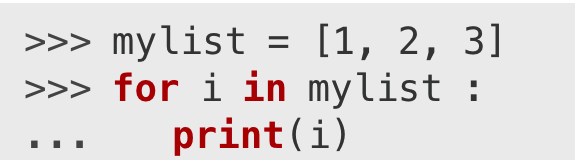 >>> mylist = [1, 2, 3]
>>> for i in mylist :
...   print(i)